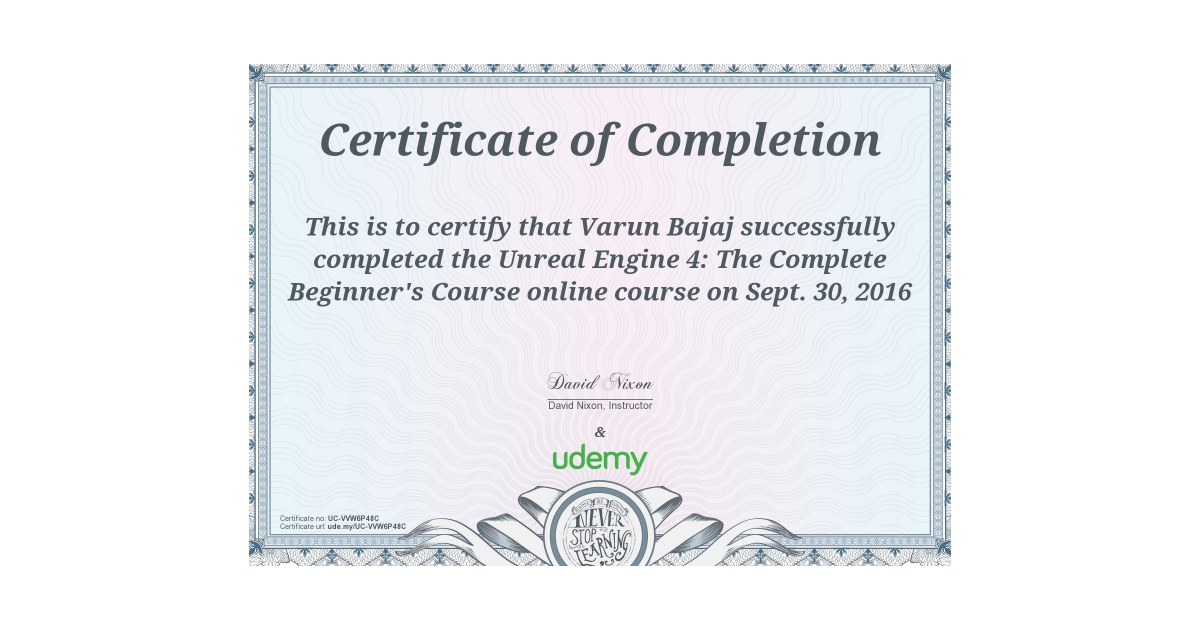 Certificate of Completion
This is to certify that Varun Bajaj successfully
completed the Unreal Engine 4: The Complete
Beginner's Course online course on Sept. 30, 2016
David Nixon
David Nixon, Instructor
&
udemy
Certificate no: UC-VVW6P48C
Certificate url: ude.my/UC-VVW6P48C
NEVER
STOP
LEARNING